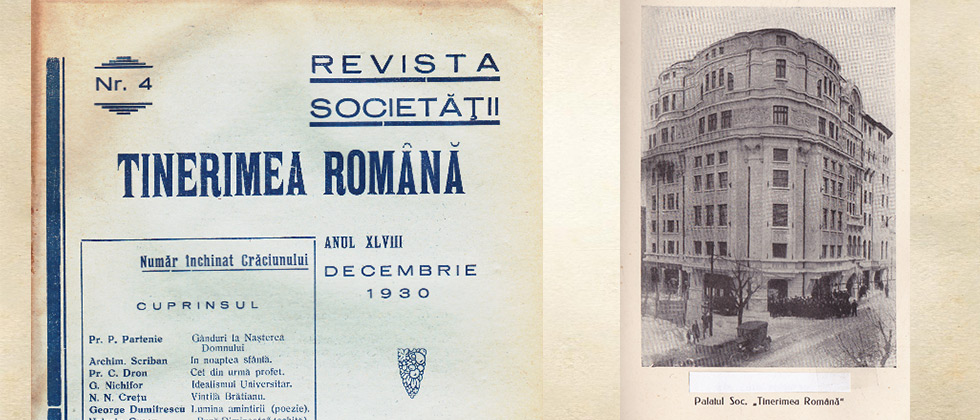 Nr. 4
REVISTA
SOCIETĂŢII
TINERIMEA ROMÂNĂ
ANUL XLVIII
DECEMBRIE
1930
Număr închinat Crăciunului
CUPRINSUL
Pr. P. Partenie Gânduri la Naşterea
Domnului
Archim. Scriban In noaptea sfântă.
Pr. C. Dron Cel din urmă profet.
G. Nichifor Idealismul Universitar.
N. N. Creţu Vintilă Brătianu.
George Dumitrescu Lumina amintirii (poezie).
Palatul Soc. „Tinerimea Română“